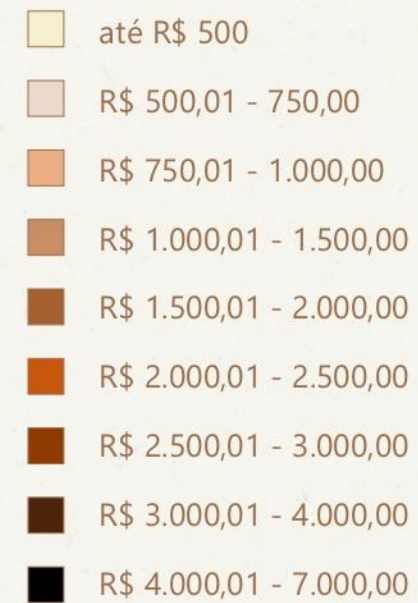 até R$ 500
R$ 500,01 - 750,00
R$ 750,01 - 1.000,00
R$ 1.000,01 - 1.500,00
R$ 1.500,01 - 2.000,00
R$ 2.000,01 - 2.500,00
R$ 2.500,01 - 3.000,00
R$ 3.000,01 - 4.000,00
R$ 4.000,01 - 7.000,00